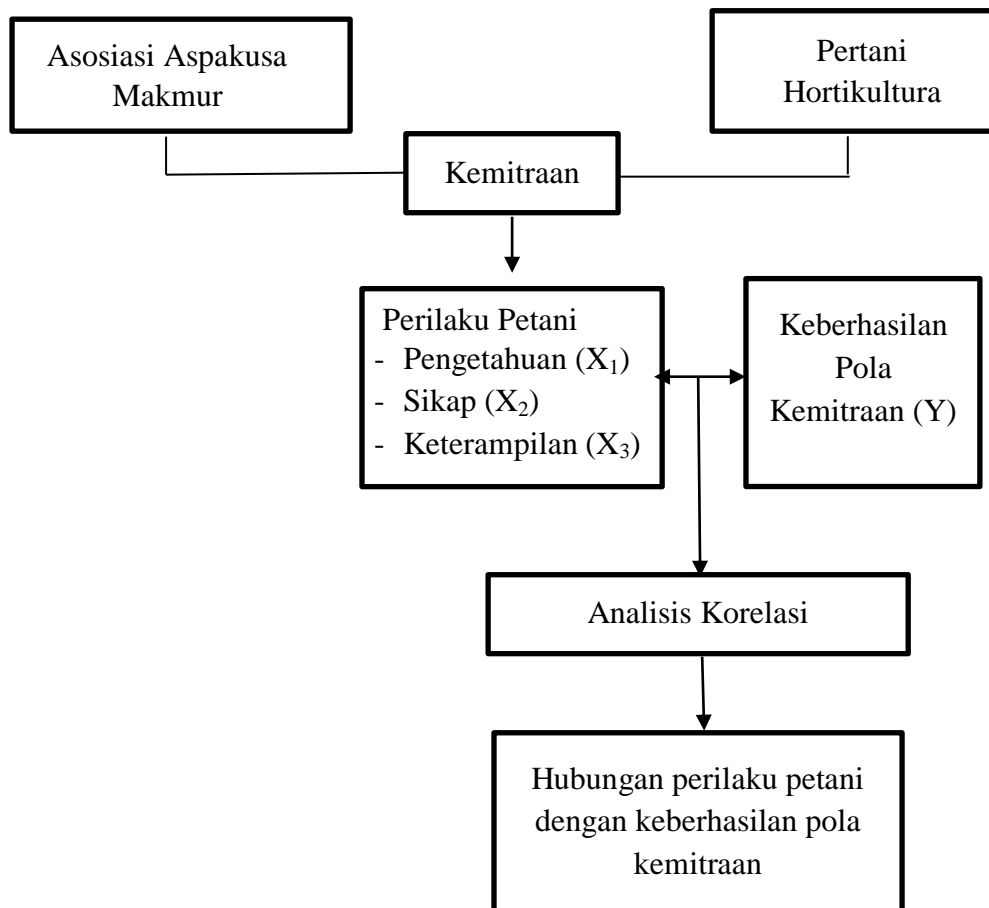 Asosiasi Aspakusa
Makmur
Pertani
Hortikultura
Kemitraan
Perilaku Petani
- Pengetahuan (X₁)
- Sikap (X₂)
- Keterampilan (X₃)
Keberhasilan
Pola
Kemitraan (Y)
Analisis Korelasi
Hubungan perilaku petani
dengan keberhasilan pola
kemitraan